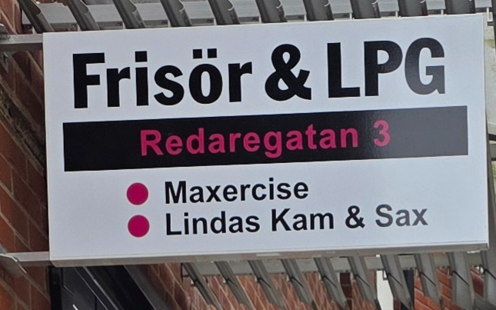 Frisör & LPG
Redaregatan 3
Maxercise
Lindas Kam & Sax